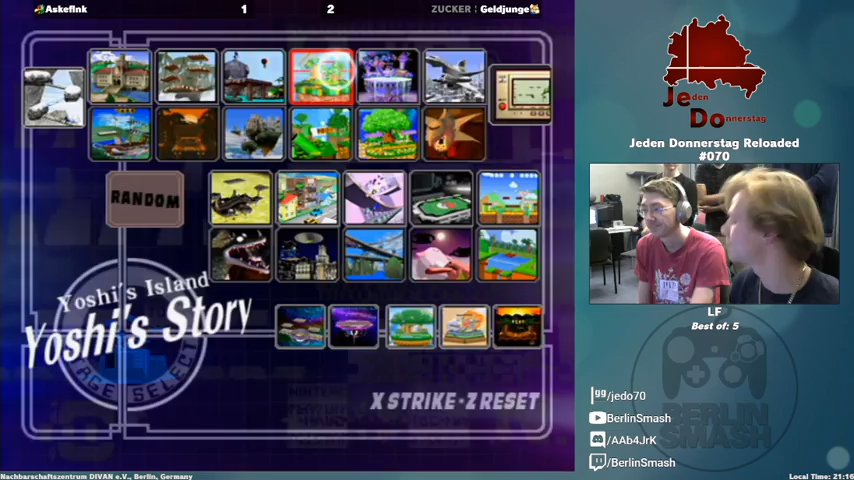 Askefink 1 2 ZUCKER | Geldjunge
RANDOM
Yoshi's Island
Yoshi's Story
X STRIKE · Z RESET
Jeden
Donnerstag
Jeden Donnerstag Reloaded
#070
LF
Best of: 5
gg/jedo70
BerlinSmash
/AAb4JrK
/BerlinSmash
BERLIN
SMASH
Nachbarschaftszentrum DIVAN e.V., Berlin, Germany
Local Time: 21:16